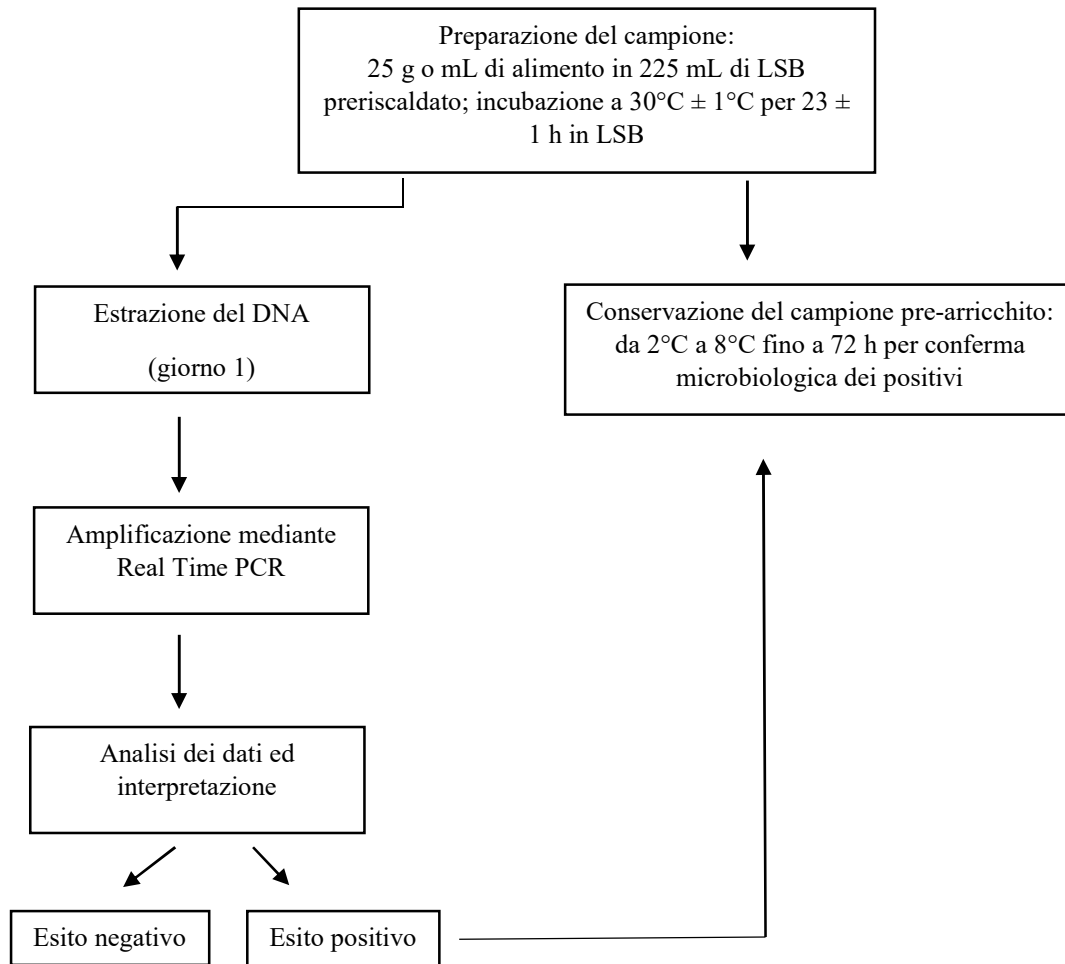 Preparazione del campione:
25 g o mL di alimento in 225 mL di LSB
preriscaldato; incubazione a 30°C ± 1°C per 23 ±
1 h in LSB
Estrazione del DNA
(giorno 1)
Conservazione del campione pre-arricchito:
da 2°C a 8°C fino a 72 h per conferma
microbiologica dei positivi
Amplificazione mediante
Real Time PCR
Analisi dei dati ed
interpretazione
Esito negativo
Esito positivo